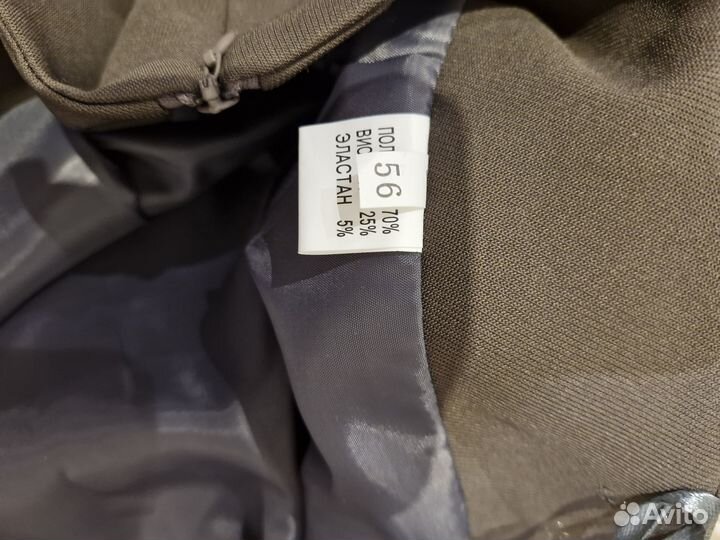 ПОЛ 70%
ВИС 25%
ЭЛАСТАН 5%
56
Avito